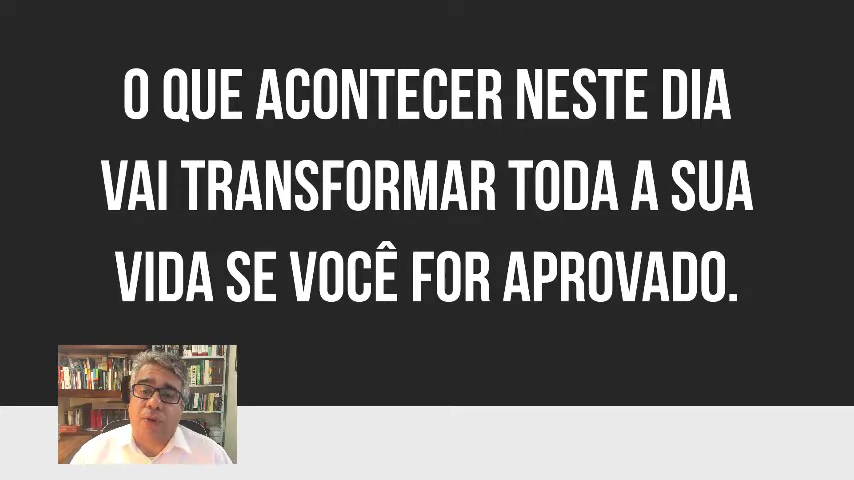 O QUE ACONTECER NESTE DIA
VAI TRANSFORMAR TODA A SUA
VIDA SE VOCÊ FOR APROVADO.